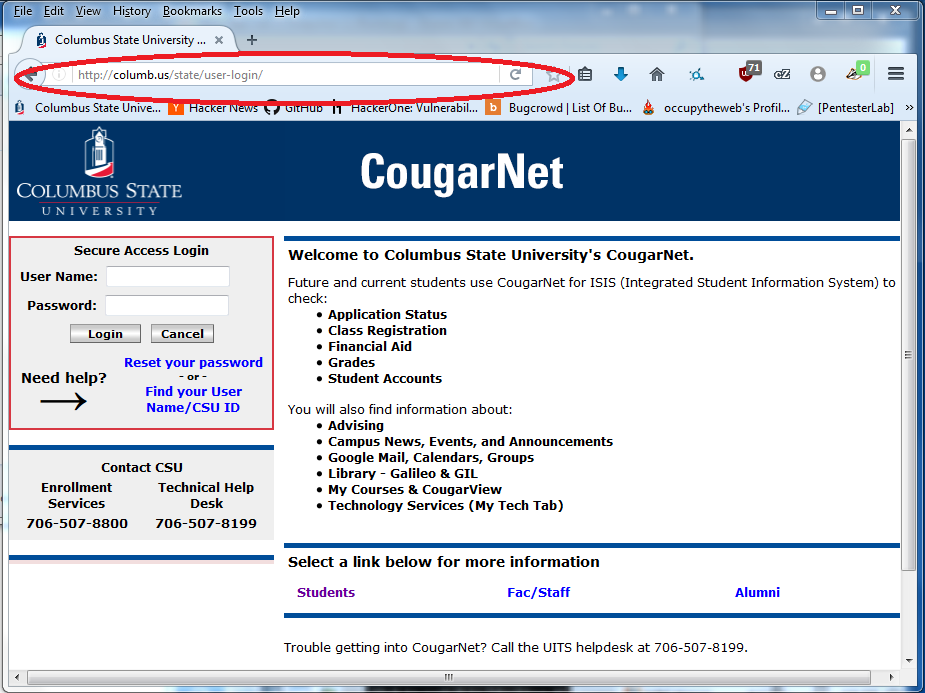 File Edit View History Bookmarks Tools Help
Columbus State University ...
http://columb.us/state/user-login/
71
0
Columbus State Unive... Y Hacker News GitHub h HackerOne: Vulnerabil... b Bugcrowd | List Of Bu... occupytheweb's Profil... [PentesterLab] »
COLUMBUS STATE
UNIVERSITY
CougarNet
Secure Access Login
User Name:
Password:
Login Cancel
Reset your password
Need help?
- or -
Find your User
Name/CSU ID
Contact CSU
Enrollment
Services
706-507-8800
Technical Help
Desk
706-507-8199
Welcome to Columbus State University's CougarNet.
Future and current students use CougarNet for ISIS (Integrated Student Information System) to
check:
• Application Status
• Class Registration
• Financial Aid
• Grades
• Student Accounts
You will also find information about:
• Advising
• Campus News, Events, and Announcements
• Google Mail, Calendars, Groups
• Library - Galileo & GIL
• My Courses & CougarView
• Technology Services (My Tech Tab)
Select a link below for more information
Students Fac/Staff Alumni
Trouble getting into CougarNet? Call the UITS helpdesk at 706-507-8199.